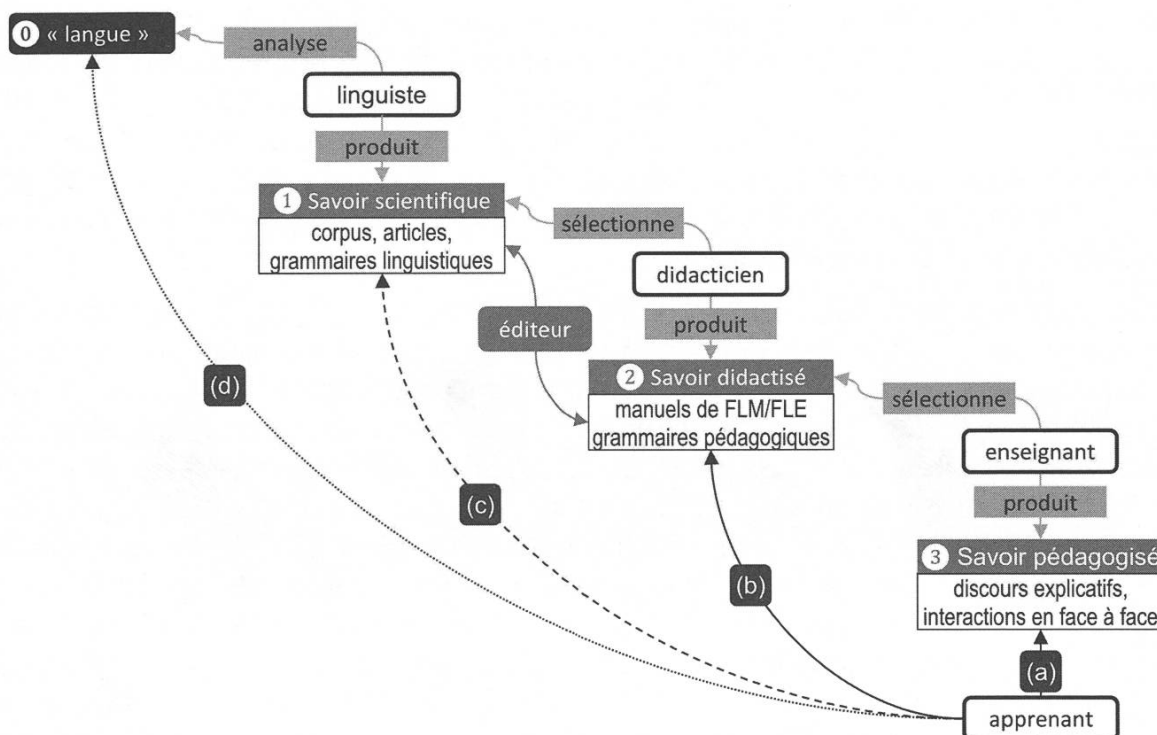 0 « langue »
analyse
linguiste
produit
1 Savoir scientifique
corpus, articles,
grammaires linguistiques
sélectionne
didacticien
produit
éditeur
2 Savoir didactisé
manuels de FLM/FLE
grammaires pédagogiques
sélectionne
enseignant
produit
3 Savoir pédagogisé
discours explicatifs,
interactions en face à face
(d)
(c)
(b)
(a)
apprenant